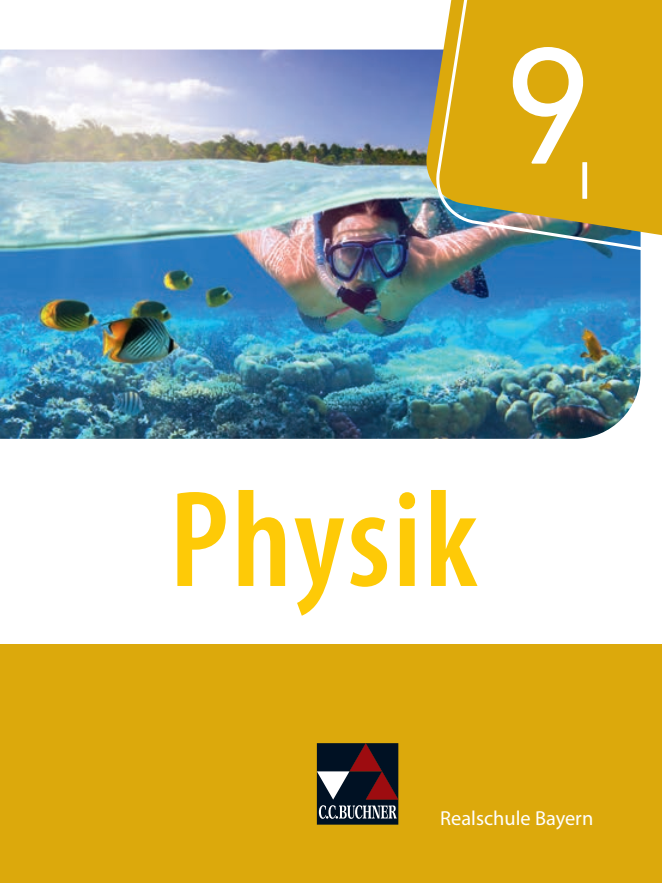 9
I
Physik
C.C.BUCHNER
Realschule Bayern